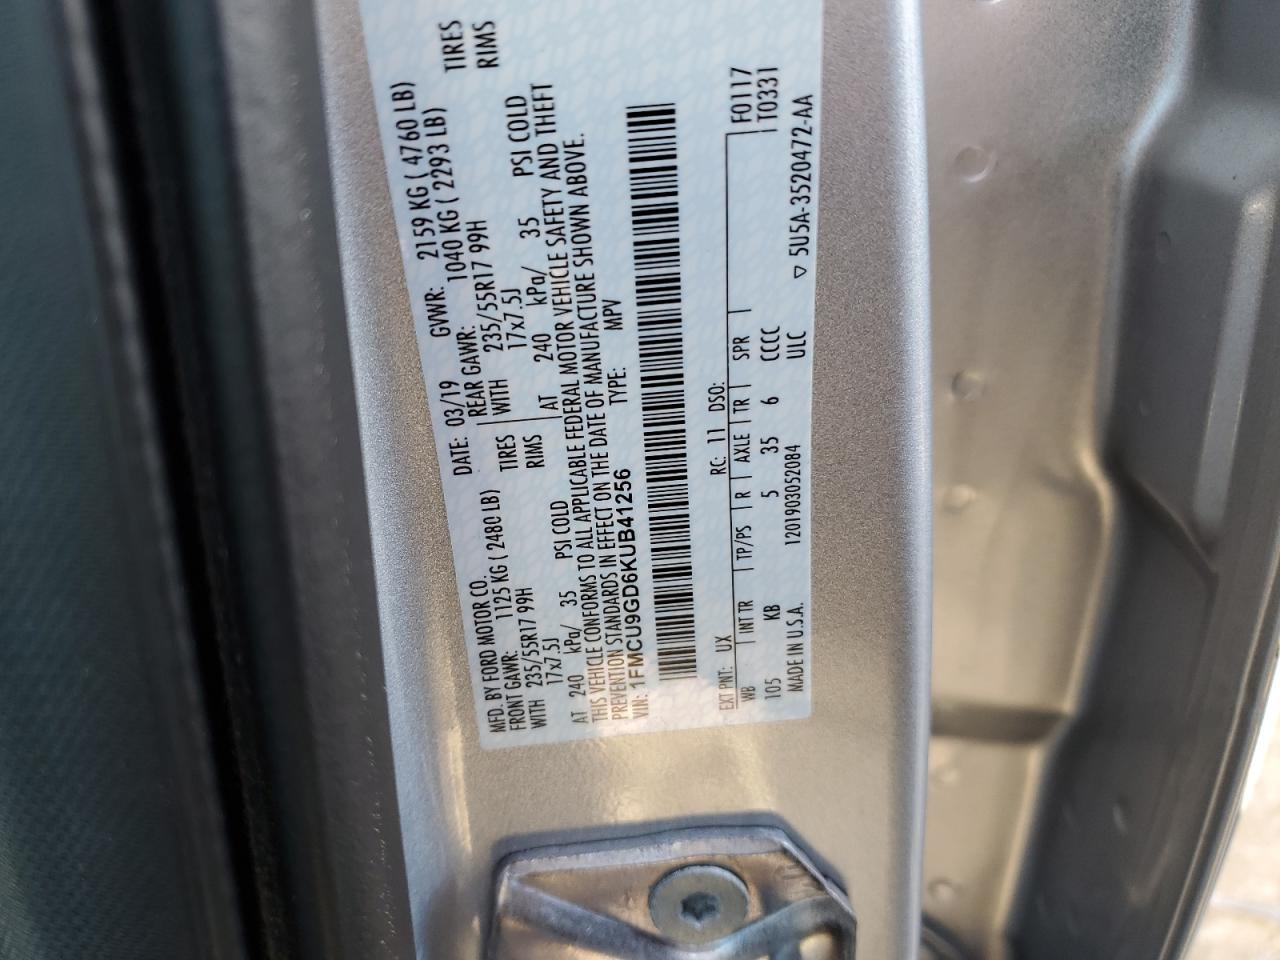 MFD. BY FORD MOTOR CO. DATE: 03/19 GVWR: 2159 KG ( 4760 LB)
FRONT GAWR: 1125 KG ( 2480 LB) REAR GAWR: 1040 KG ( 2293 LB)
WITH 235/55R17 99H TIRES WITH 235/55R17 99H TIRES
17x7.5J RIMS 17x7.5J RIMS
AT 240 kPa/ 35 PSI COLD AT 240 kPa/ 35 PSI COLD
THIS VEHICLE CONFORMS TO ALL APPLICABLE FEDERAL MOTOR VEHICLE SAFETY AND THEFT
PREVENTION STANDARDS IN EFFECT ON THE DATE OF MANUFACTURE SHOWN ABOVE.
VIN: 1FMCU9GD6KUB41256 TYPE: MPV
EXT PNT: UX RC: 11 DSO: F0117
WB INT TR TP/PS R AXLE TR SPR T0331
105 KB 5 35 6 CCCC
MADE IN U.S.A. 1201903052084 ULC ▽ 5U5A-3520472-AA